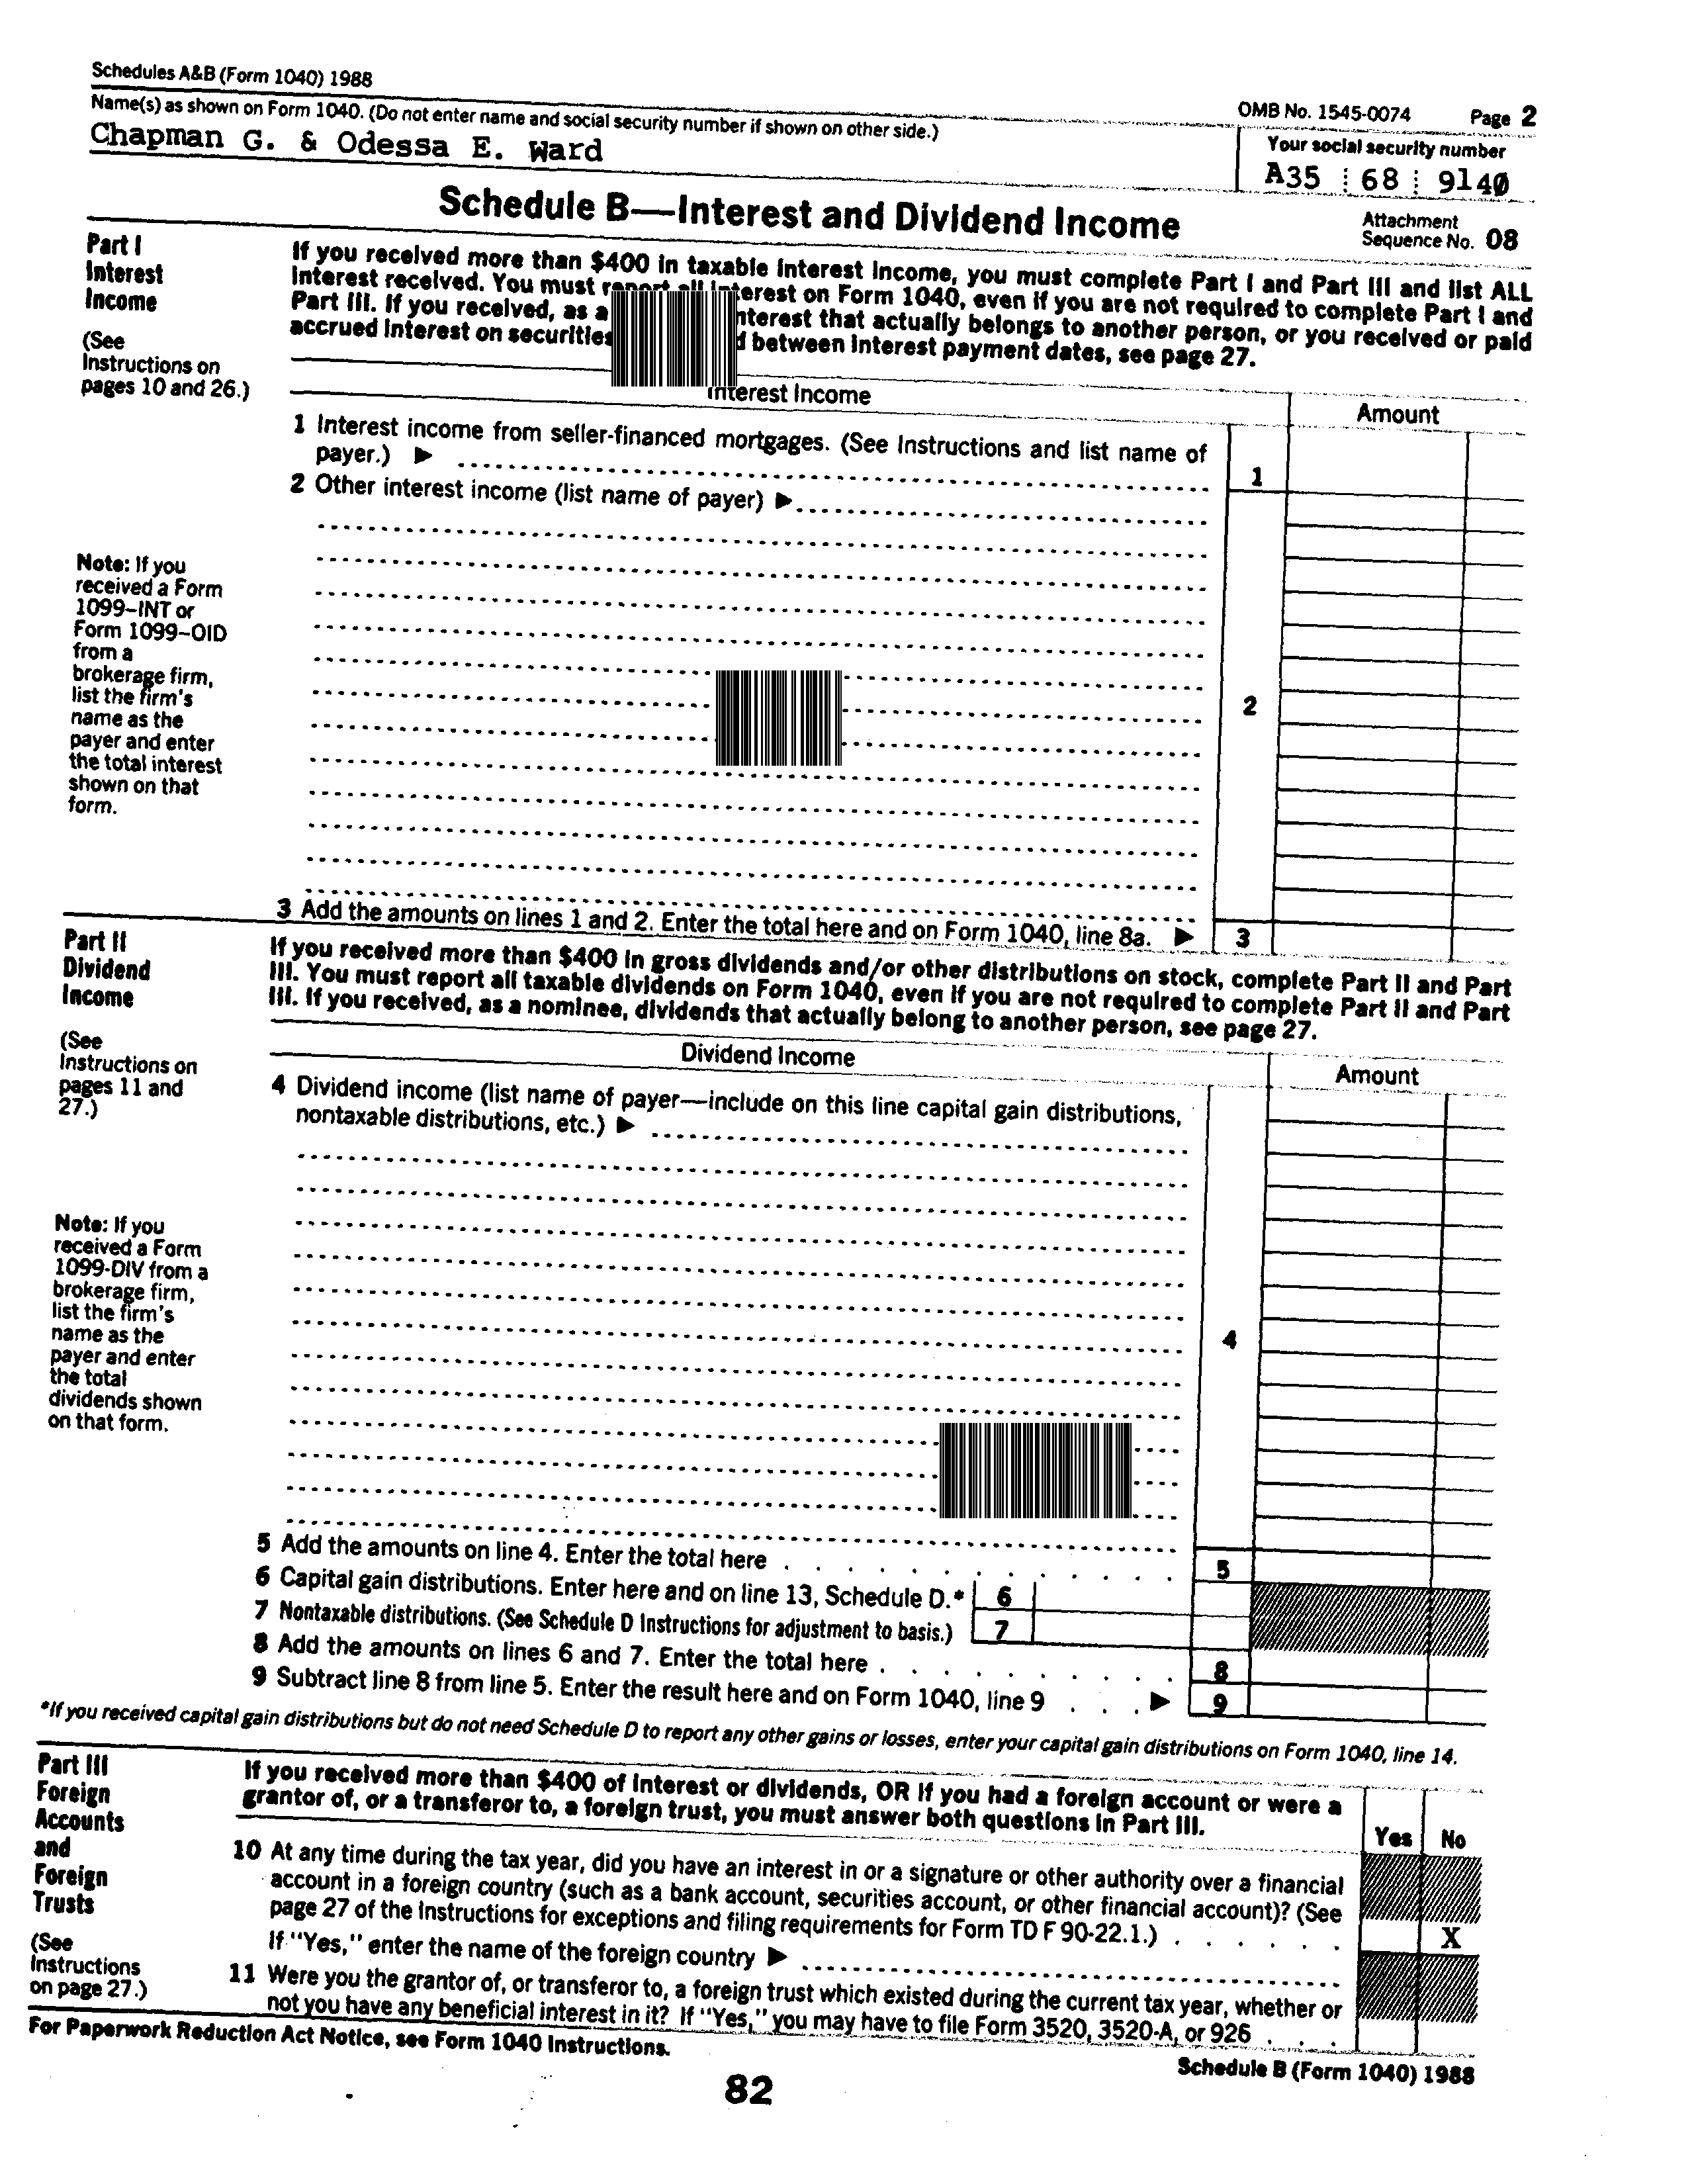 Schedules A&B (Form 1040) 1988
OMB No. 1545-0074 Page 2
Name(s) as shown on Form 1040. (Do not enter name and social security number if shown on other side.)
Your social security number
Chapman G. & Odessa E. Ward
A35 68 9140
Schedule B—Interest and Dividend Income
Attachment
Sequence No. 08
Part I
Interest
Income
(See
Instructions on
pages 10 and 26.)
If you received more than $400 in taxable interest income, you must complete Part I and Part III and list ALL
interest received. You must report all interest on Form 1040, even if you are not required to complete Part I and
Part III. If you received, as a nterest that actually belongs to another person, or you received or paid
accrued interest on securities d between interest payment dates, see page 27.
Interest Income
Amount
1 Interest income from seller-financed mortgages. (See Instructions and list name of
payer.) ▶
1
2 Other interest income (list name of payer) ▶
Note: If you
received a Form
1099–INT or
Form 1099–OID
from a
brokerage firm,
list the firm's
name as the
payer and enter
the total interest
shown on that
form.
2
3 Add the amounts on lines 1 and 2. Enter the total here and on Form 1040, line 8a. ▶ 3
Part II
Dividend
Income
(See
Instructions on
pages 11 and
27.)
If you received more than $400 in gross dividends and/or other distributions on stock, complete Part II and Part
III. You must report all taxable dividends on Form 1040, even if you are not required to complete Part II and Part
III. If you received, as a nominee, dividends that actually belong to another person, see page 27.
Dividend Income
Amount
4 Dividend income (list name of payer—include on this line capital gain distributions,
nontaxable distributions, etc.) ▶
Note: If you
received a Form
1099-DIV from a
brokerage firm,
list the firm's
name as the
payer and enter
the total
dividends shown
on that form.
4
5 Add the amounts on line 4. Enter the total here 5
6 Capital gain distributions. Enter here and on line 13, Schedule D.* 6
7 Nontaxable distributions. (See Schedule D Instructions for adjustment to basis.) 7
8 Add the amounts on lines 6 and 7. Enter the total here 8
9 Subtract line 8 from line 5. Enter the result here and on Form 1040, line 9 ▶ 9
*If you received capital gain distributions but do not need Schedule D to report any other gains or losses, enter your capital gain distributions on Form 1040, line 14.
Part III
Foreign
Accounts
and
Foreign
Trusts
(See
Instructions
on page 27.)
If you received more than $400 of interest or dividends, OR if you had a foreign account or were a
grantor of, or a transferor to, a foreign trust, you must answer both questions in Part III.
Yes No
10 At any time during the tax year, did you have an interest in or a signature or other authority over a financial
account in a foreign country (such as a bank account, securities account, or other financial account)? (See
page 27 of the Instructions for exceptions and filing requirements for Form TD F 90-22.1.)
X
If "Yes," enter the name of the foreign country ▶
11 Were you the grantor of, or transferor to, a foreign trust which existed during the current tax year, whether or
not you have any beneficial interest in it? If "Yes," you may have to file Form 3520, 3520-A, or 926
For Paperwork Reduction Act Notice, see Form 1040 Instructions.
Schedule B (Form 1040) 1988
82